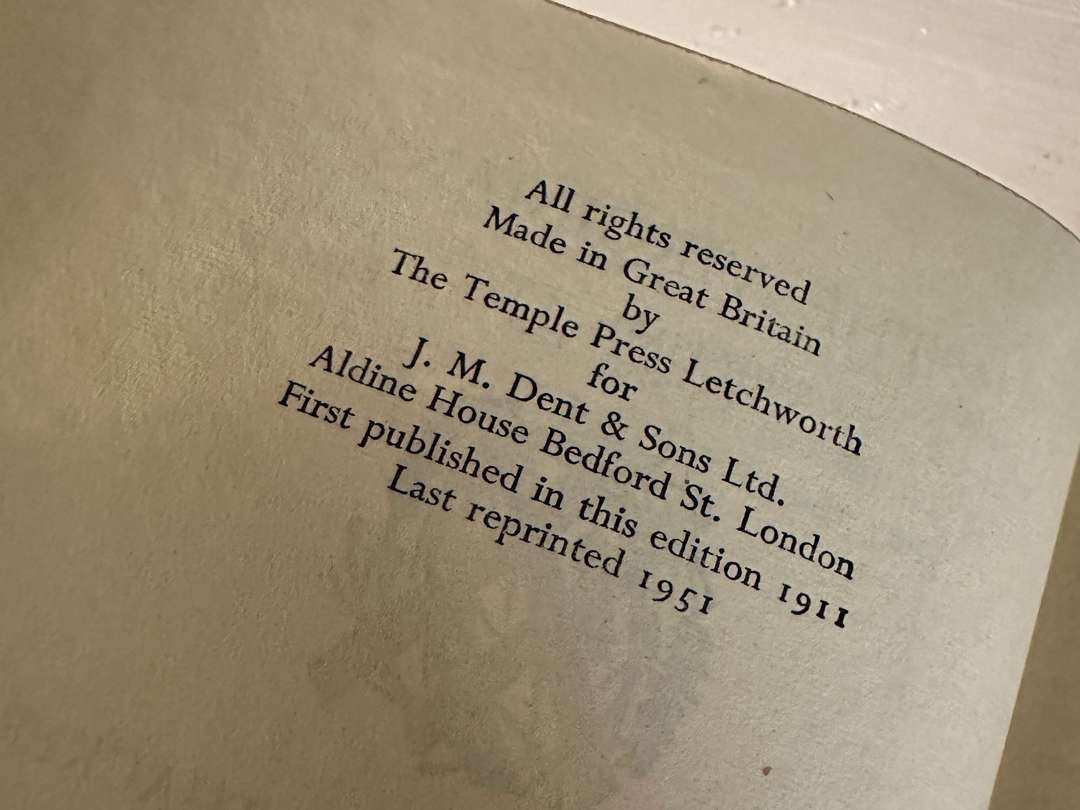 All rights reserved
Made in Great Britain
by
The Temple Press Letchworth
for
J. M. Dent & Sons Ltd.
Aldine House Bedford St. London
First published in this edition 1911
Last reprinted 1951